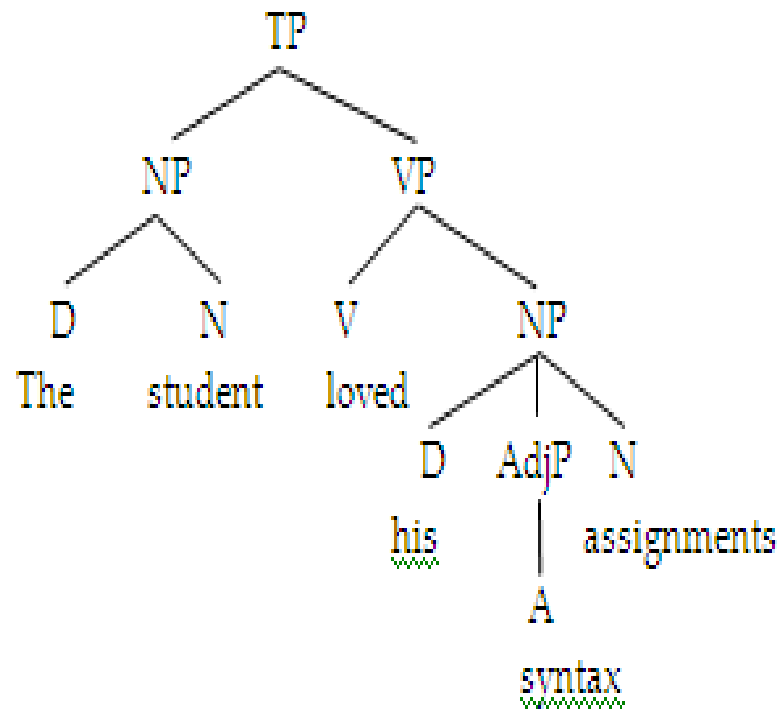 TP
NP VP
D N V NP
The student loved
D AdjP N
his assignments
A
syntax